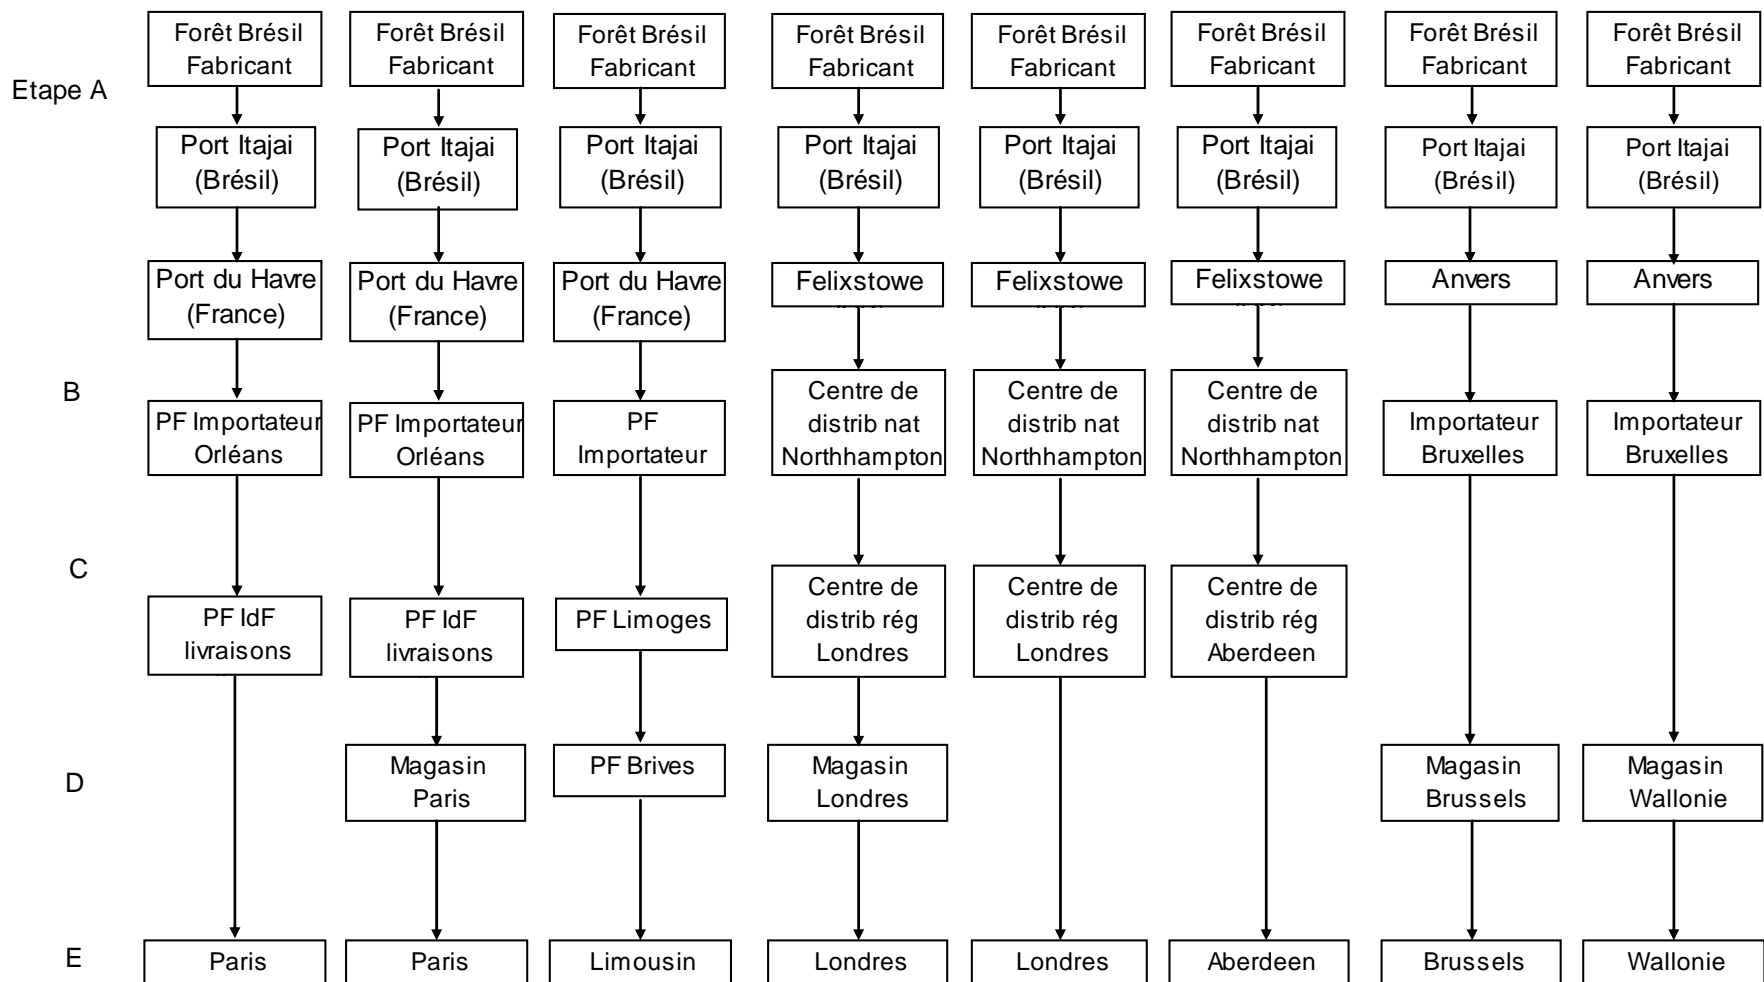 Forêt Brésil
Fabricant
Forêt Brésil
Fabricant
Forêt Brésil
Fabricant
Forêt Brésil
Fabricant
Forêt Brésil
Fabricant
Forêt Brésil
Fabricant
Forêt Brésil
Fabricant
Forêt Brésil
Fabricant
Etape A
Port Itajai
(Brésil)
Port Itajai
(Brésil)
Port Itajai
(Brésil)
Port Itajai
(Brésil)
Port Itajai
(Brésil)
Port Itajai
(Brésil)
Port Itajai
(Brésil)
Port Itajai
(Brésil)
Port du Havre
(France)
Port du Havre
(France)
Port du Havre
(France)
Felixstowe
Felixstowe
Felixstowe
Anvers
Anvers
B
PF Importateur
Orléans
PF Importateur
Orléans
PF
Importateur
Centre de
distrib nat
Northhampton
Centre de
distrib nat
Northhampton
Centre de
distrib nat
Northhampton
Importateur
Bruxelles
Importateur
Bruxelles
C
PF IdF
livraisons
PF IdF
livraisons
PF Limoges
Centre de
distrib rég
Londres
Centre de
distrib rég
Londres
Centre de
distrib rég
Aberdeen
D
Magasin
Paris
PF Brives
Magasin
Londres
Magasin
Brussels
Magasin
Wallonie
E
Paris
Paris
Limousin
Londres
Londres
Aberdeen
Brussels
Wallonie